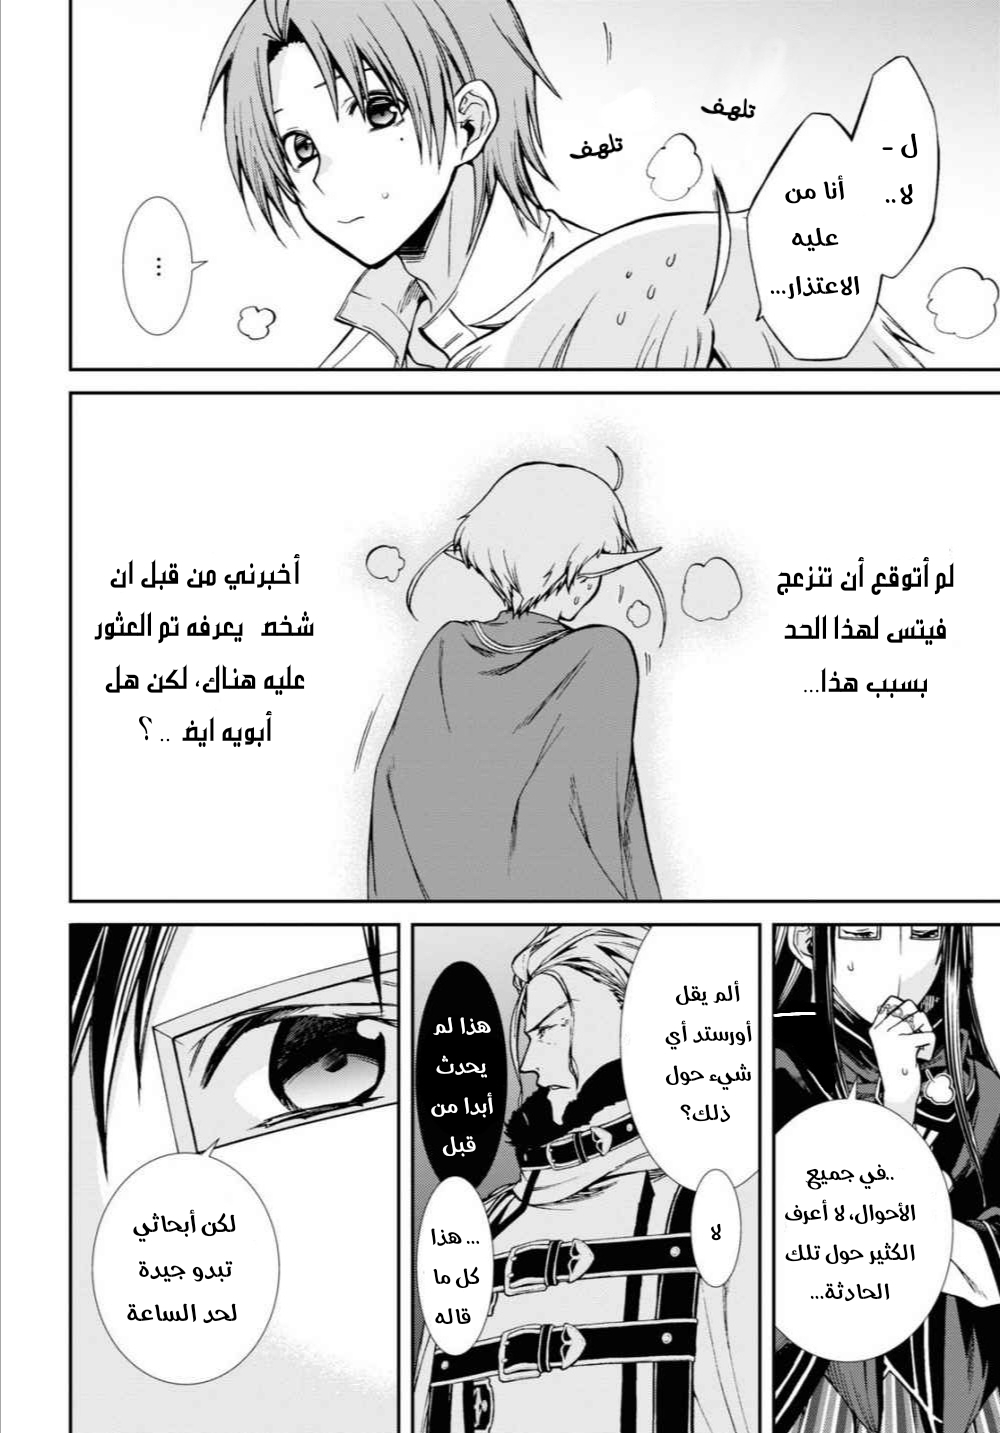 ل -
لا..
أنا من
عليه
الاعتذار...
تلهف
تلهف
...
لم أتوقع أن تنزعج
فيتس لهذا الحد
بسبب هذا...
أخبرني من قبل ان
شخص يعرفه تم العثور
عليه هناك، لكن هل
أبويه ايض .. ؟
..في جميع
الأحوال، لا أعرف
الكثير حول تلك
الحادثة...
ألم يقل
أورستد أي
شيء حول
ذلك؟
لا
هذا لم
يحدث
أبدا من
قبل
... هذا
كل ما
قاله
لكن أبحاثي
تبدو جيدة
لحد الساعة